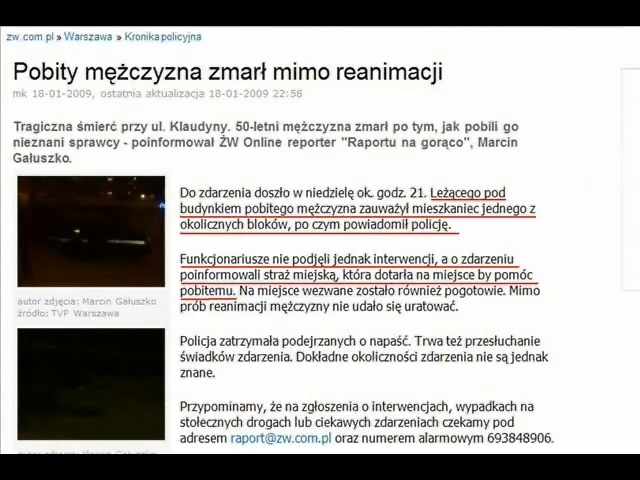 zw.com.pl » Warszawa » Kronika policyjna
Pobity mężczyzna zmarł mimo reanimacji
mk 18-01-2009, ostatnia aktualizacja 18-01-2009 22:58
Tragiczna śmierć przy ul. Klaudyny. 50-letni mężczyzna zmarł po tym, jak pobili go
nieznani sprawcy - poinformował ŻW Online reporter "Raportu na gorąco", Marcin
Gałuszko.
Do zdarzenia doszło w niedzielę ok. godz. 21. Leżącego pod
budynkiem pobitego mężczyzna zauważył mieszkaniec jednego z
okolicznych bloków, po czym powiadomił policję.
Funkcjonariusze nie podjęli jednak interwencji, a o zdarzeniu
poinformowali straż miejską, która dotarła na miejsce by pomóc
pobitemu. Na miejsce wezwane zostało również pogotowie. Mimo
prób reanimacji mężczyzny nie udało się uratować.
autor zdjęcia: Marcin Gałuszko
źródło: TVP Warszawa
Policja zatrzymała podejrzanych o napaść. Trwa też przesłuchanie
świadków zdarzenia. Dokładne okoliczności zdarzenia nie są jednak
znane.
Przypominamy, że na zgłoszenia o interwencjach, wypadkach na
stołecznych drogach lub ciekawych zdarzeniach czekamy pod
adresem raport@zw.com.pl oraz numerem alarmowym 693848906.